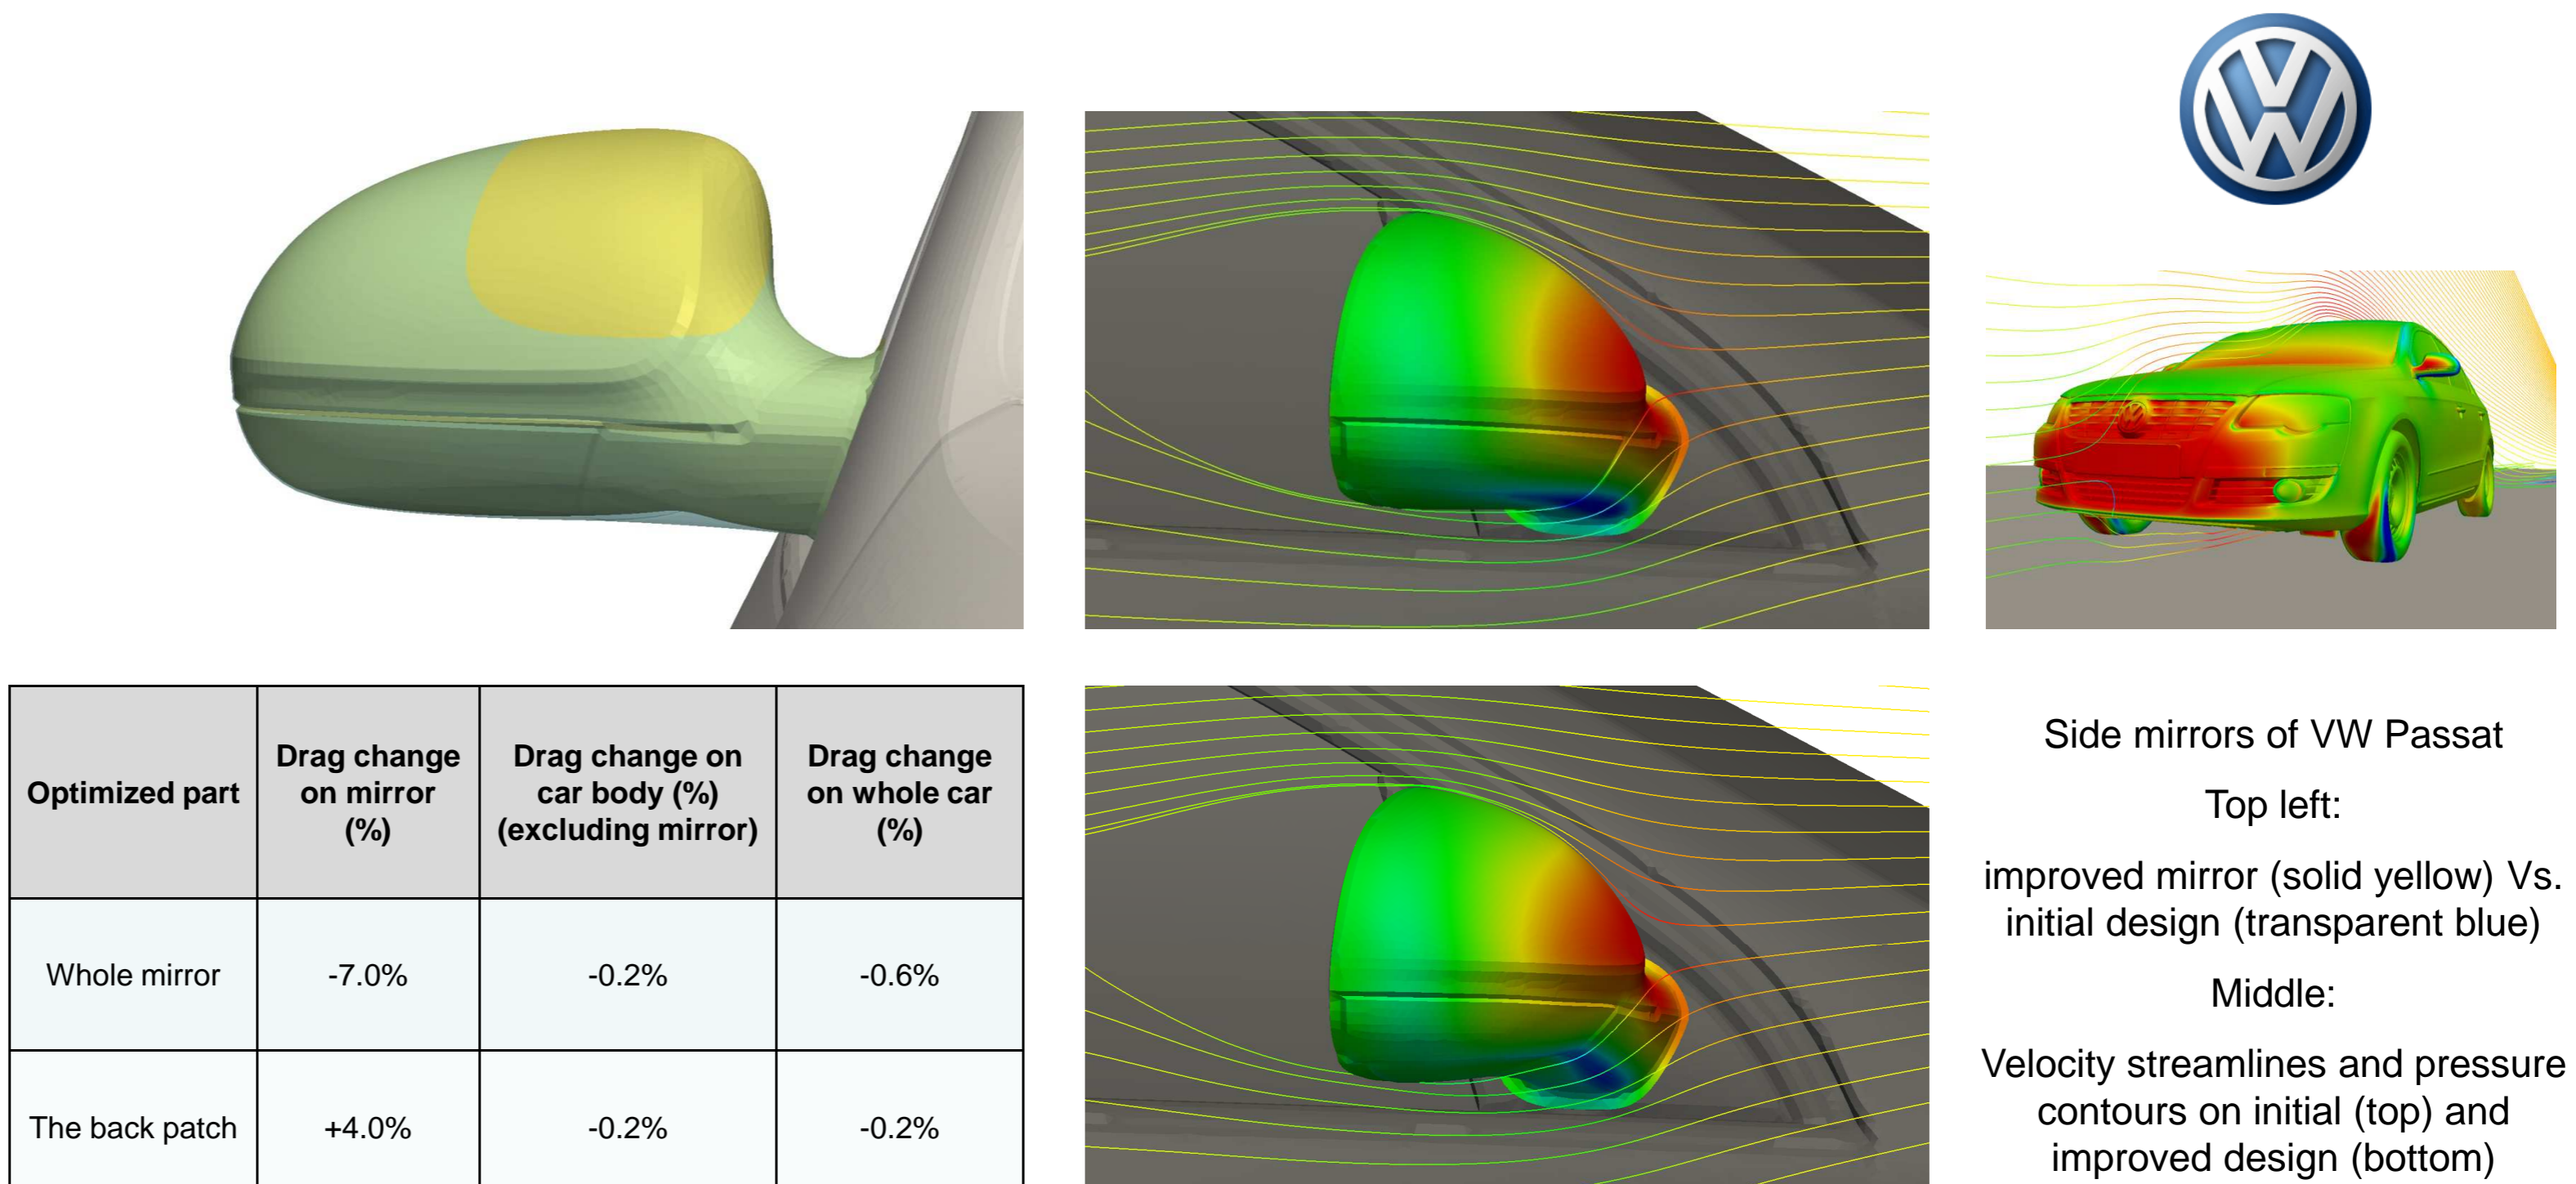 VW
Optimized part
Drag change
on mirror
(%)
Drag change on
car body (%)
(excluding mirror)
Drag change
on whole car
(%)
Whole mirror
-7.0%
-0.2%
-0.6%
The back patch
+4.0%
-0.2%
-0.2%
Side mirrors of VW Passat
Top left:
improved mirror (solid yellow) Vs.
initial design (transparent blue)
Middle:
Velocity streamlines and pressure
contours on initial (top) and
improved design (bottom)